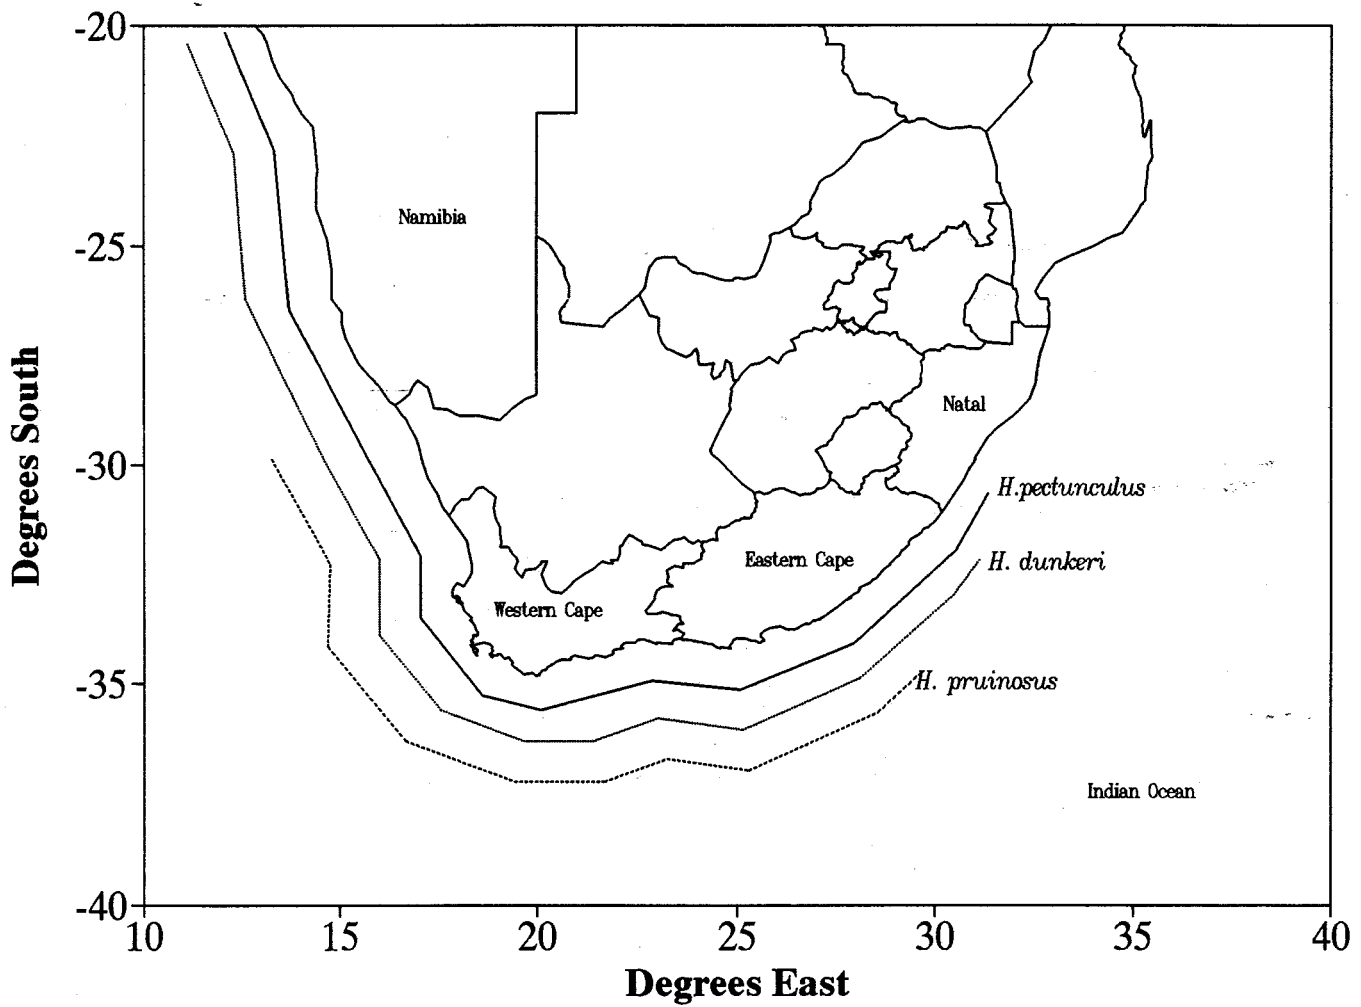 -20
Namibia
-25
Natal
-30
H.pectunculus
Eastern Cape
H. dunkeri
Western Cape
-35
H. pruinosus
Indian Ocean
-40
10 15 20 25 30 35 40
Degrees South
Degrees East